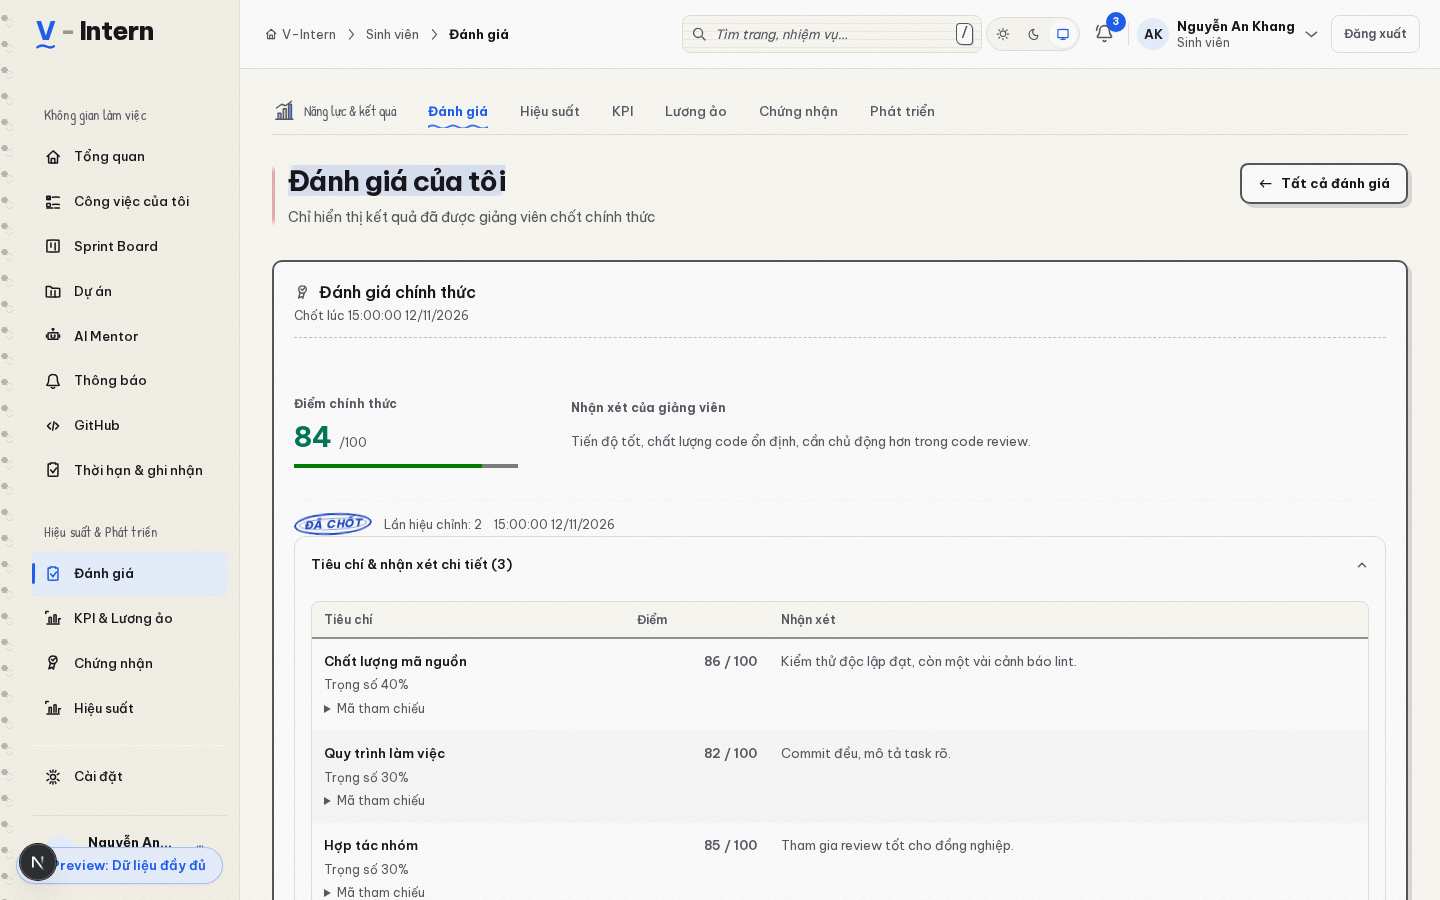 V - Intern
V-Intern
Sinh viên
Đánh giá
Tìm trang, nhiệm vụ...
/
3
AK
Nguyễn An Khang
Sinh viên
Đăng xuất
Không gian làm việc
Tổng quan
Công việc của tôi
Sprint Board
Dự án
AI Mentor
Thông báo
GitHub
Thời hạn & ghi nhận
Hiệu suất & Phát triển
Đánh giá
KPI & Lương ảo
Chứng nhận
Hiệu suất
Cài đặt
Nguyễn An...
N
Preview: Dữ liệu đầy đủ
Năng lực & kết quả
Đánh giá
Hiệu suất
KPI
Lương ảo
Chứng nhận
Phát triển
Đánh giá của tôi
Chỉ hiển thị kết quả đã được giảng viên chốt chính thức
Tất cả đánh giá
Đánh giá chính thức
Chốt lúc 15:00:00 12/11/2026
Điểm chính thức
84 /100
Nhận xét của giảng viên
Tiến độ tốt, chất lượng code ổn định, cần chủ động hơn trong code review.
ĐÃ CHỐT
Lần hiệu chỉnh: 2
15:00:00 12/11/2026
Tiêu chí & nhận xét chi tiết (3)
Tiêu chí
Điểm
Nhận xét
Chất lượng mã nguồn
86 / 100
Kiểm thử độc lập đạt, còn một vài cảnh báo lint.
Trọng số 40%
Mã tham chiếu
Quy trình làm việc
82 / 100
Commit đều, mô tả task rõ.
Trọng số 30%
Mã tham chiếu
Hợp tác nhóm
85 / 100
Tham gia review tốt cho đồng nghiệp.
Trọng số 30%
Mã tham chiếu